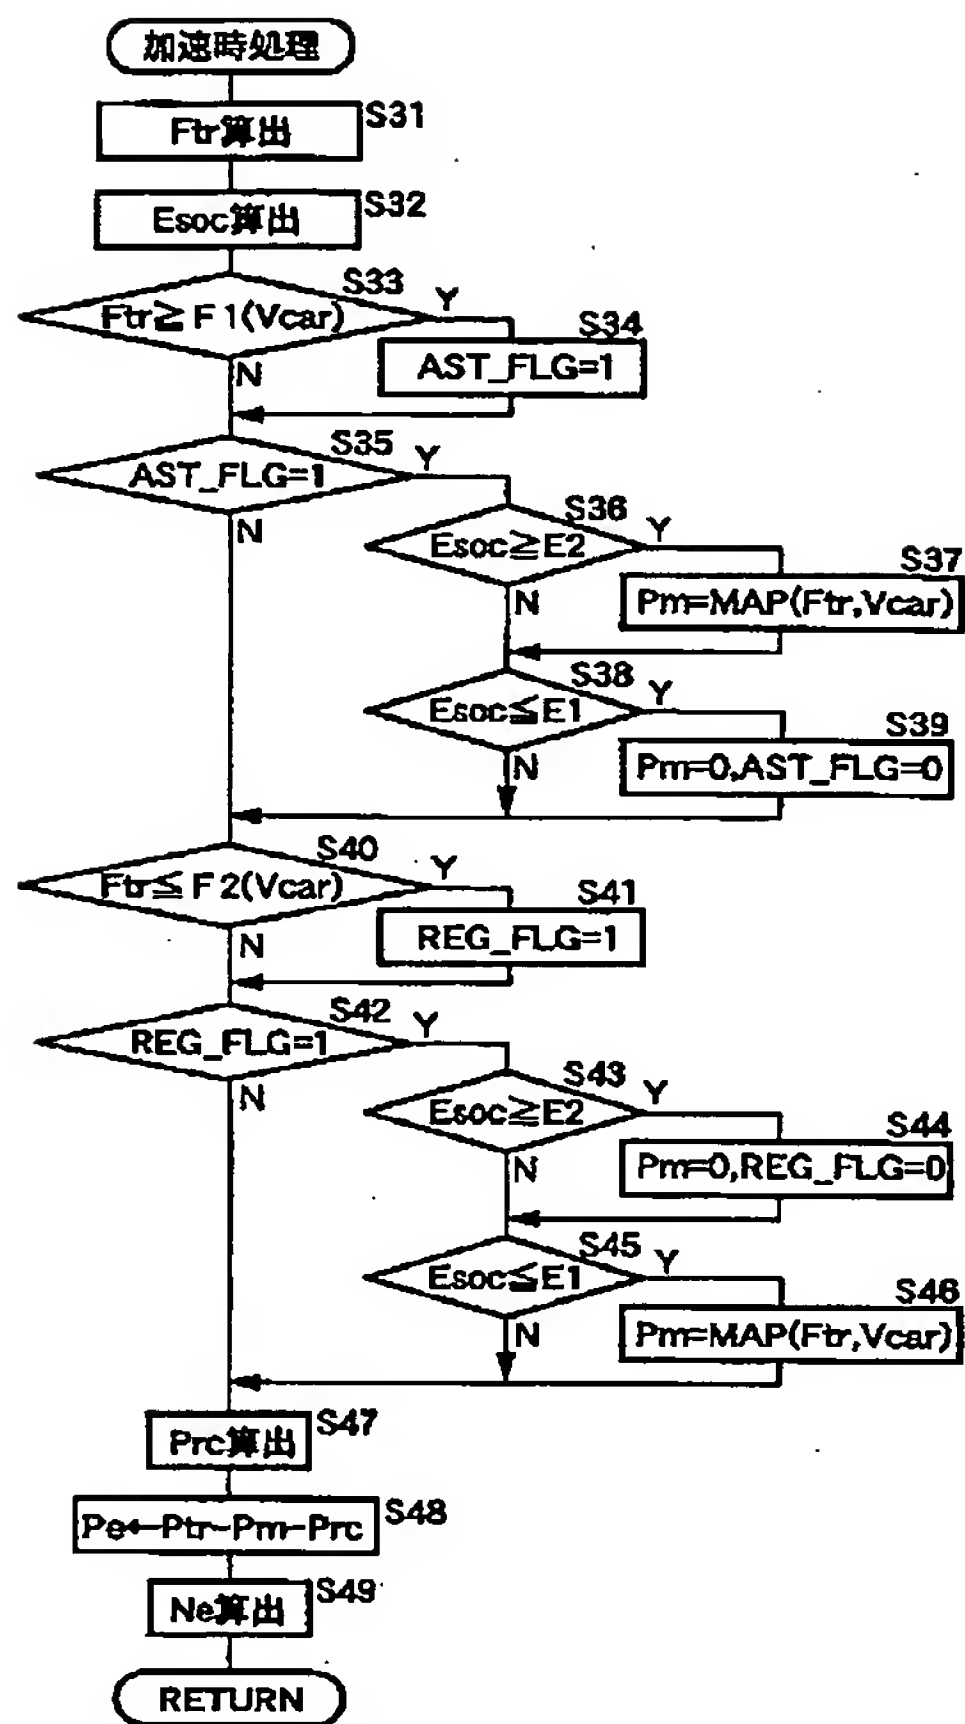 加速時処理
S31
Ftr算出
S32
Esoc算出
S33
Ftr≧F1(Vcar)
Y
N
S34
AST_FLG=1
S35
AST_FLG=1
Y
N
S36
Esoc≧E2
Y
N
S37
Pm=MAP(Ftr,Vcar)
S38
Esoc≦E1
Y
N
S39
Pm=0,AST_FLG=0
S40
Ftr≦F2(Vcar)
Y
N
S41
REG_FLG=1
S42
REG_FLG=1
Y
N
S43
Esoc≧E2
Y
N
S44
Pm=0,REG_FLG=0
S45
Esoc≦E1
Y
N
S46
Pm=MAP(Ftr,Vcar)
S47
Prc算出
S48
Pe←Ptr-Pm-Prc
S49
Ne算出
RETURN